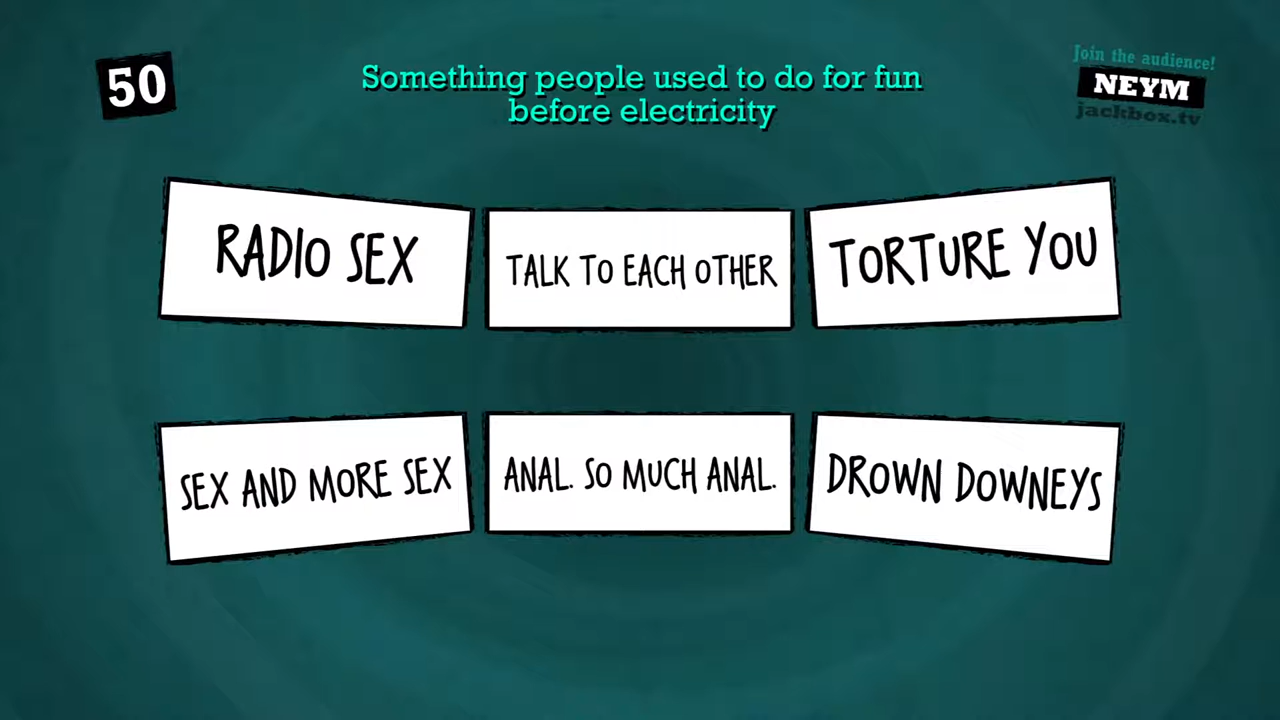 50
Something people used to do for fun
before electricity
Join the audience!
NEYM
jackbox.tv
RADIO SEX
TALK TO EACH OTHER
TORTURE YOU
SEX AND MORE SEX
ANAL. SO MUCH ANAL.
DROWN DOWNEYS